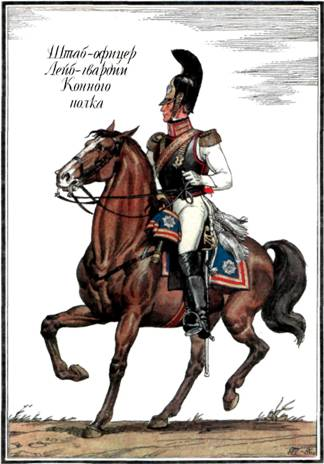 Штаб-офицер
Лейб-гвардии
Конного
полка